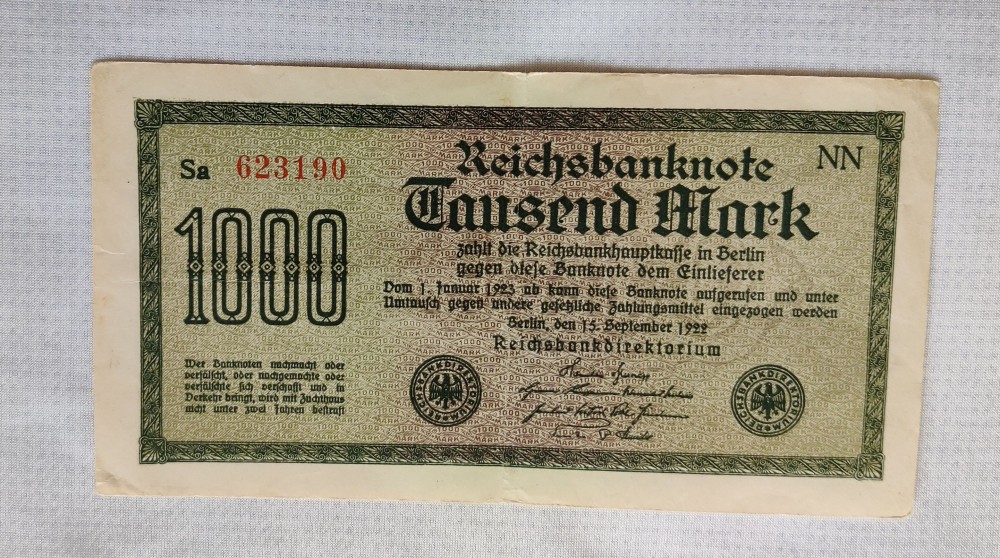 Sa 623190
Reichsbanknote
NN
Tausend Mark
1000
zahlt die Reichsbankhauptkasse in Berlin
gegen diese Banknote dem Einlieferer
Vom 1. Januar 1923 ab kann diese Banknote aufgerufen und unter
Umtausch gegen andere gesetzliche Zahlungsmittel eingezogen werden
Berlin, den 15. September 1922
Reichsbankdirektorium
Wer Banknoten nachmacht oder
verfälscht, oder nachgemachte oder
verfälschte sich verschafft und in
Verkehr bringt, wird mit Zuchthaus
nicht unter zwei Jahren bestraft
REICHSBANKDIREKTORIUM
REICHSBANKDIREKTORIUM